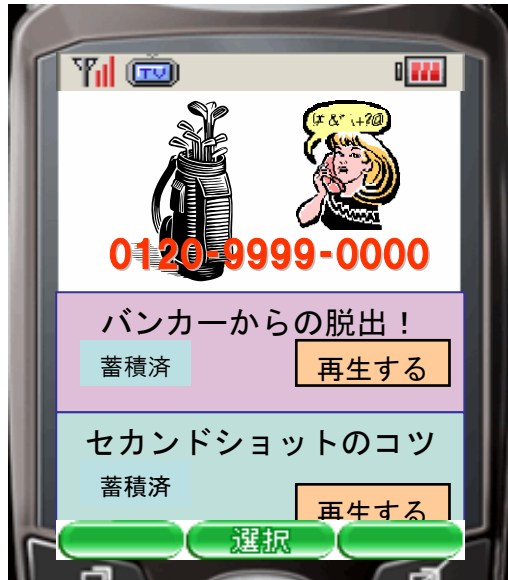 TV
!# &* \+?@
0120-9999-0000
バンカーからの脱出！
蓄積済
再生する
セカンドショットのコツ
蓄積済
再生する
選択